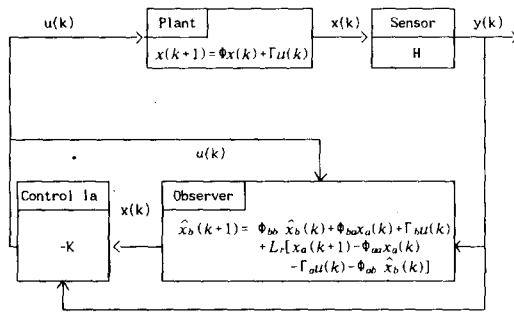 u(k)
Plant
x(k+1)=Φx(k)+Γu(k)
x(k)
Sensor
H
y(k)
u(k)
Control la
-K
x(k)
Observer
x̂_b(k+1)= Φ_bb x̂_b(k)+Φ_ba x_a(k)+Γ_b u(k)
+L_r[x_a(k+1)-Φ_aa x_a(k)
-Γ_a u(k)-Φ_ab x̂_b(k)]